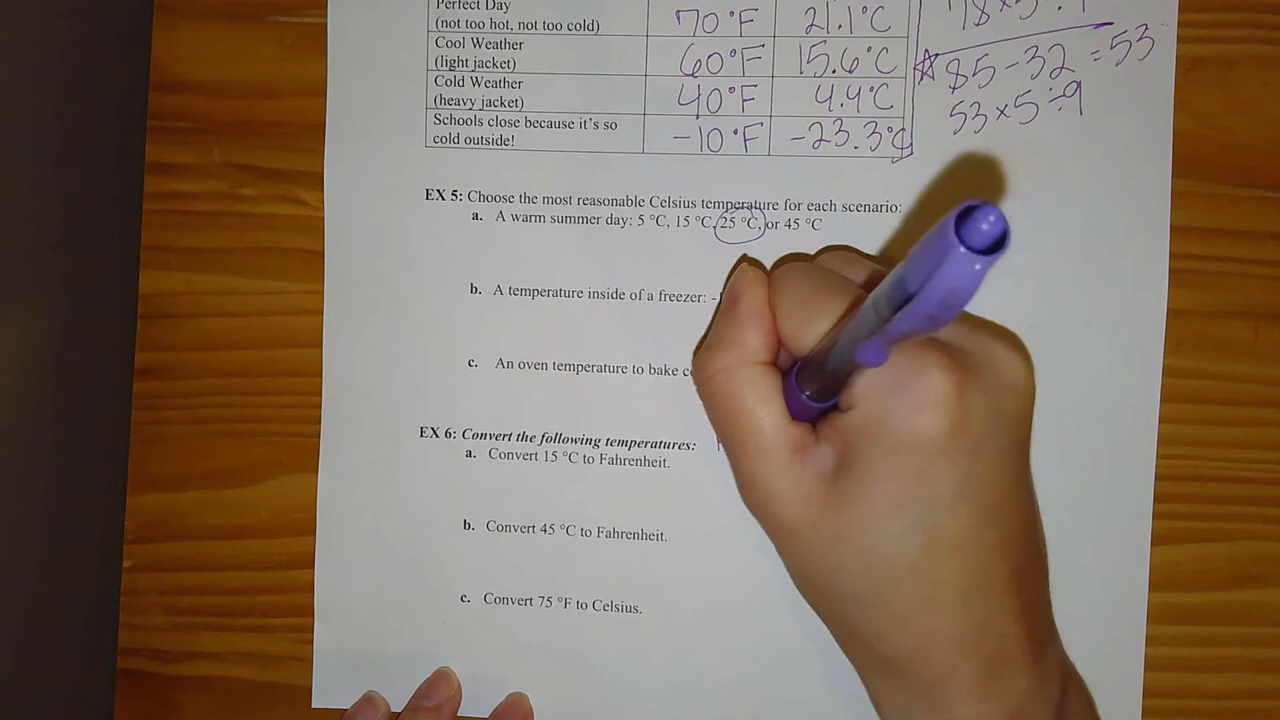 Perfect Day
(not too hot, not too cold) 70°F 21.1°C
Cool Weather
(light jacket) 60°F 15.6°C
Cold Weather
(heavy jacket) 40°F 4.4°C
Schools close because it's so
cold outside! -10°F -23.3°C
85-32 = 53
53×5÷9
EX 5: Choose the most reasonable Celsius temperature for each scenario:
a. A warm summer day: 5 °C, 15 °C, 25 °C, or 45 °C
b. A temperature inside of a freezer: -
c. An oven temperature to bake
EX 6: Convert the following temperatures:
a. Convert 15 °C to Fahrenheit.
b. Convert 45 °C to Fahrenheit.
c. Convert 75 °F to Celsius.